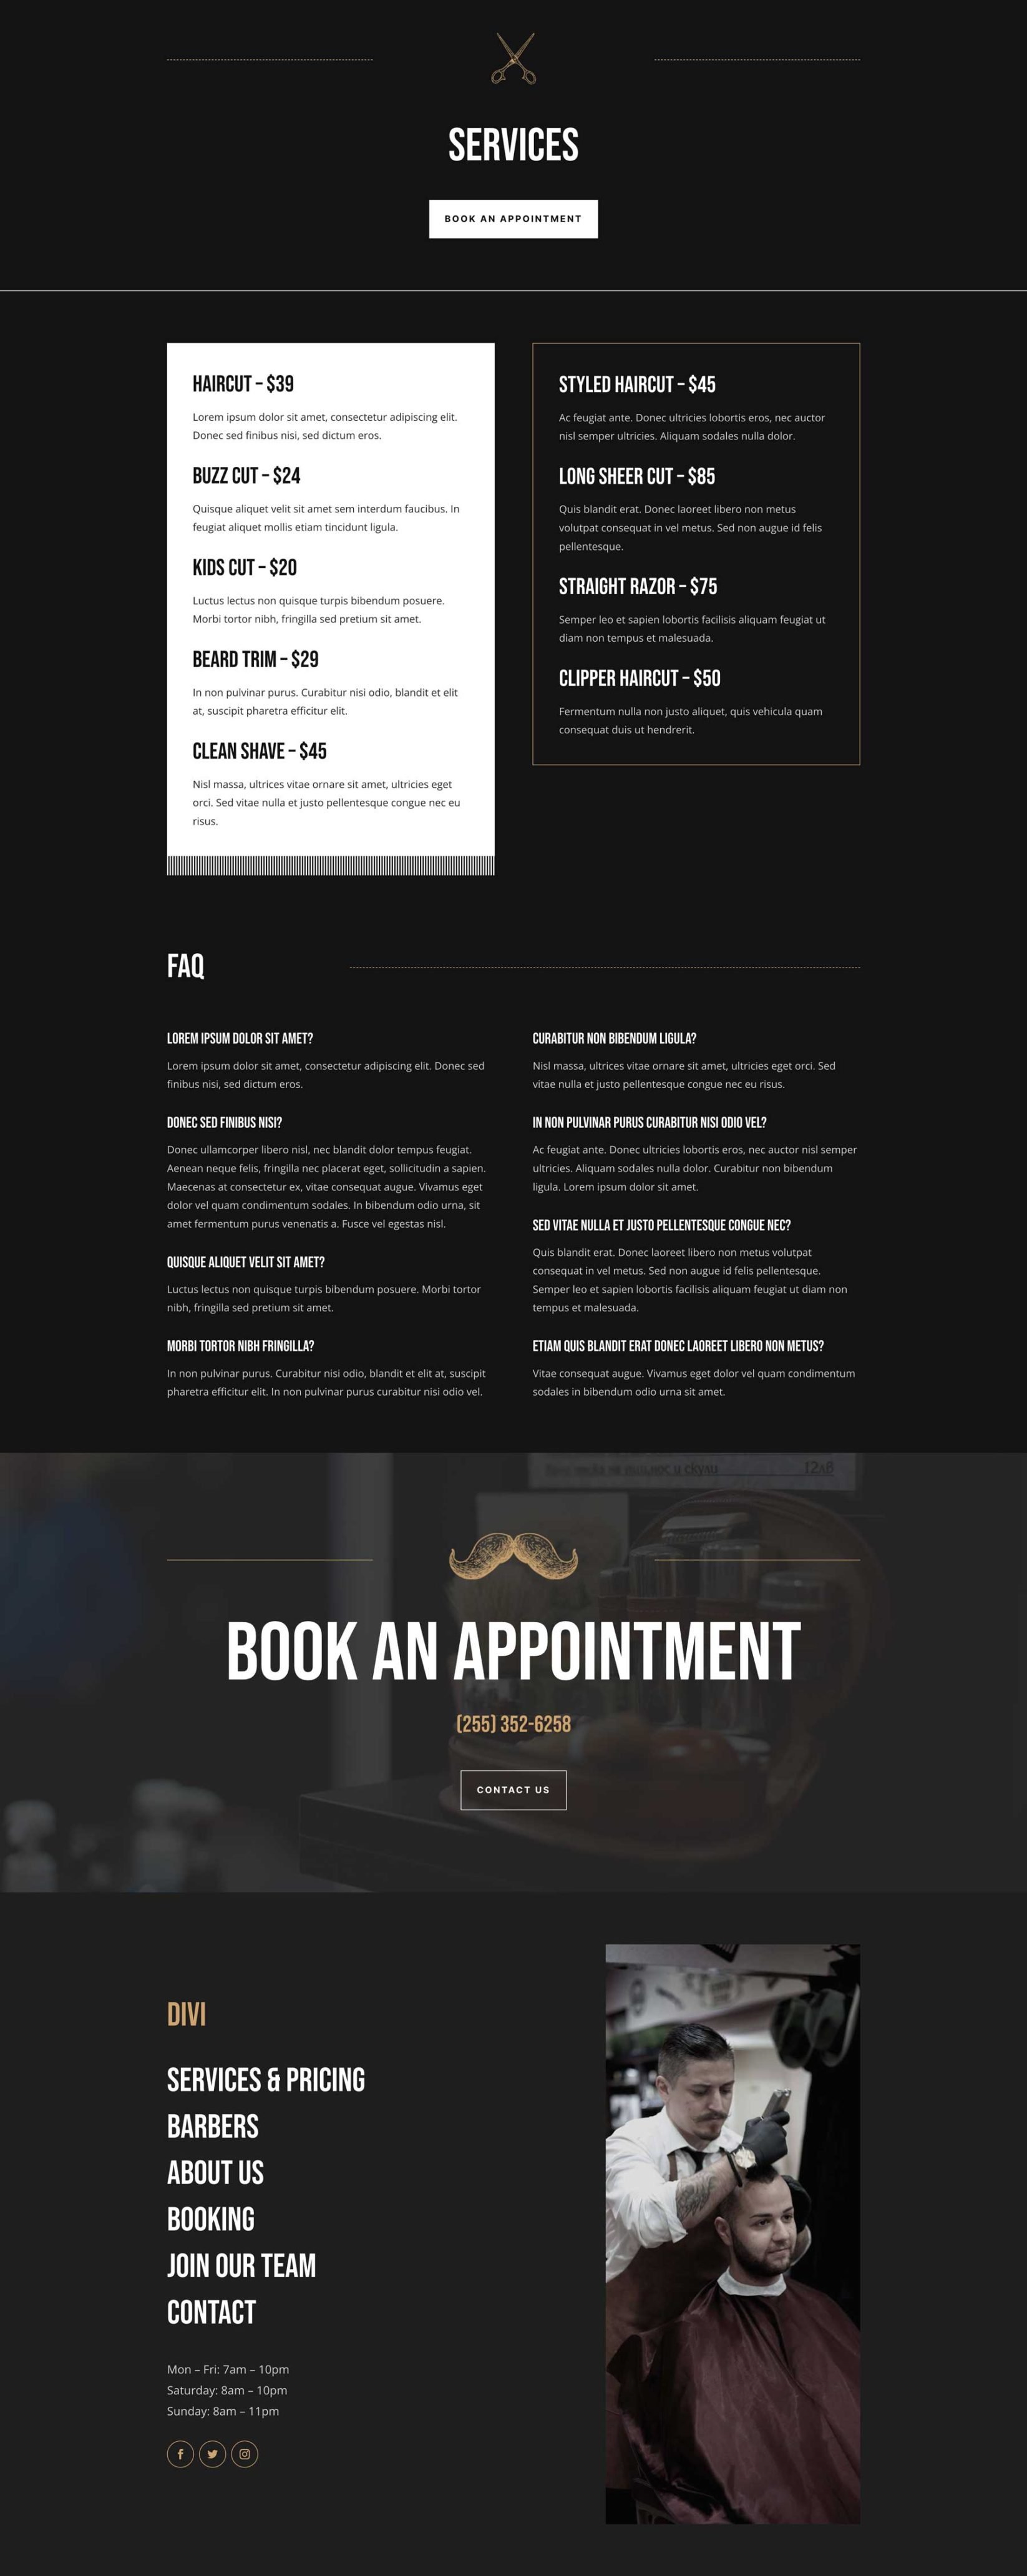 SERVICES
BOOK AN APPOINTMENT
HAIRCUT – $39
Lorem ipsum dolor sit amet, consectetur adipiscing elit.
Donec sed finibus nisi, sed dictum eros.
BUZZ CUT – $24
Quisque aliquet velit sit amet sem interdum faucibus. In
feugiat aliquet mollis etiam tincidunt ligula.
KIDS CUT – $20
Luctus lectus non quisque turpis bibendum posuere.
Morbi tortor nibh, fringilla sed pretium sit amet.
BEARD TRIM – $29
In non pulvinar purus. Curabitur nisi odio, blandit et elit
at, suscipit pharetra efficitur elit.
CLEAN SHAVE – $45
Nisl massa, ultrices vitae ornare sit amet, ultricies eget
orci. Sed vitae nulla et justo pellentesque congue nec eu
risus.
STYLED HAIRCUT – $45
Ac feugiat ante. Donec ultricies lobortis eros, nec auctor
nisl semper ultricies. Aliquam sodales nulla dolor.
LONG SHEER CUT – $85
Quis blandit erat. Donec laoreet libero non metus
volutpat consequat in vel metus. Sed non augue id felis
pellentesque.
STRAIGHT RAZOR – $75
Semper leo et sapien lobortis facilisis aliquam feugiat ut
diam non tempus et malesuada.
CLIPPER HAIRCUT – $50
Fermentum nulla non justo aliquet, quis vehicula quam
consequat duis ut hendrerit.
FAQ
LOREM IPSUM DOLOR SIT AMET?
Lorem ipsum dolor sit amet, consectetur adipiscing elit. Donec sed
finibus nisi, sed dictum eros.
DONEC SED FINIBUS NISI?
Donec ullamcorper libero nisl, nec blandit dolor tempus feugiat.
Aenean neque felis, fringilla nec placerat eget, sollicitudin a sapien.
Maecenas at consectetur ex, vitae consequat augue. Vivamus eget
dolor vel quam condimentum sodales. In bibendum odio urna, sit
amet fermentum purus venenatis a. Fusce vel egestas nisl.
QUISQUE ALIQUET VELIT SIT AMET?
Luctus lectus non quisque turpis bibendum posuere. Morbi tortor
nibh, fringilla sed pretium sit amet.
MORBI TORTOR NIBH FRINGILLA?
In non pulvinar purus. Curabitur nisi odio, blandit et elit at, suscipit
pharetra efficitur elit. In non pulvinar purus curabitur nisi odio vel.
CURABITUR NON BIBENDUM LIGULA?
Nisl massa, ultrices vitae ornare sit amet, ultricies eget orci. Sed
vitae nulla et justo pellentesque congue nec eu risus.
IN NON PULVINAR PURUS CURABITUR NISI ODIO VEL?
Ac feugiat ante. Donec ultricies lobortis eros, nec auctor nisl semper
ultricies. Aliquam sodales nulla dolor. Curabitur non bibendum
ligula. Lorem ipsum dolor sit amet.
SED VITAE NULLA ET JUSTO PELLENTESQUE CONGUE NEC?
Quis blandit erat. Donec laoreet libero non metus volutpat
consequat in vel metus. Sed non augue id felis pellentesque.
Semper leo et sapien lobortis facilisis aliquam feugiat ut diam non
tempus et malesuada.
ETIAM QUIS BLANDIT ERAT DONEC LAOREET LIBERO NON METUS?
Vitae consequat augue. Vivamus eget dolor vel quam condimentum
sodales in bibendum odio urna sit amet.
BOOK AN APPOINTMENT
(255) 352-6258
CONTACT US
DIVI
SERVICES & PRICING
BARBERS
ABOUT US
BOOKING
JOIN OUR TEAM
CONTACT
Mon – Fri: 7am – 10pm
Saturday: 8am – 10pm
Sunday: 8am – 11pm